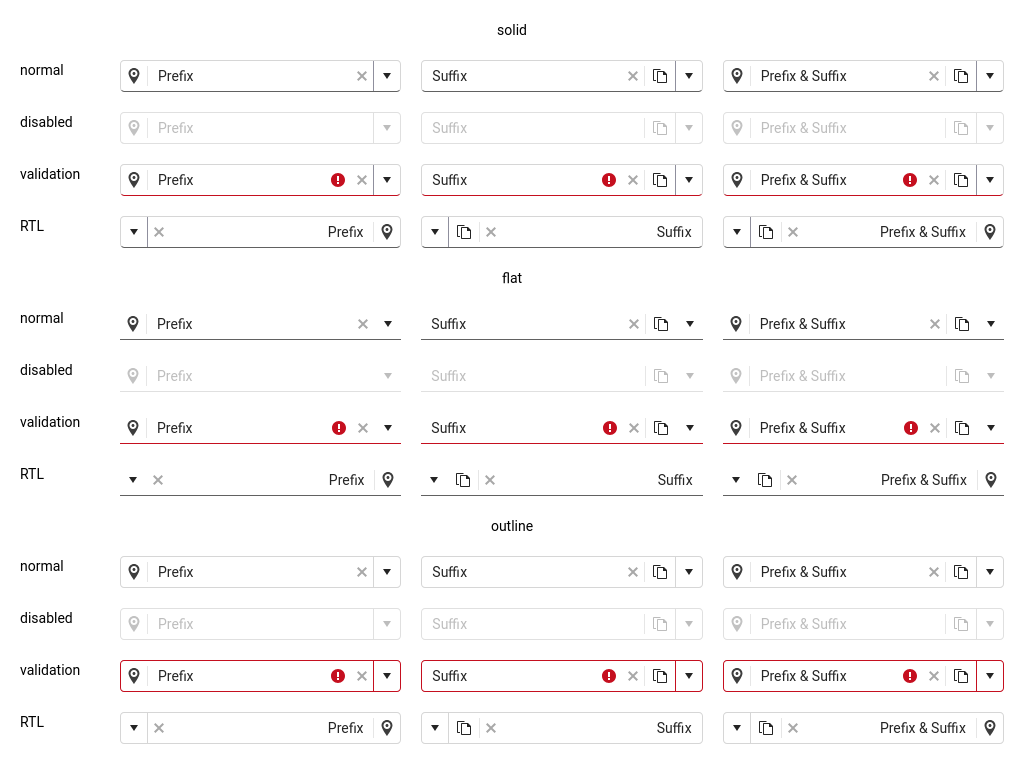 solid
normal Prefix Suffix Prefix & Suffix
disabled Prefix Suffix Prefix & Suffix
validation Prefix Suffix Prefix & Suffix
RTL Prefix Suffix Prefix & Suffix
flat
normal Prefix Suffix Prefix & Suffix
disabled Prefix Suffix Prefix & Suffix
validation Prefix Suffix Prefix & Suffix
RTL Prefix Suffix Prefix & Suffix
outline
normal Prefix Suffix Prefix & Suffix
disabled Prefix Suffix Prefix & Suffix
validation Prefix Suffix Prefix & Suffix
RTL Prefix Suffix Prefix & Suffix